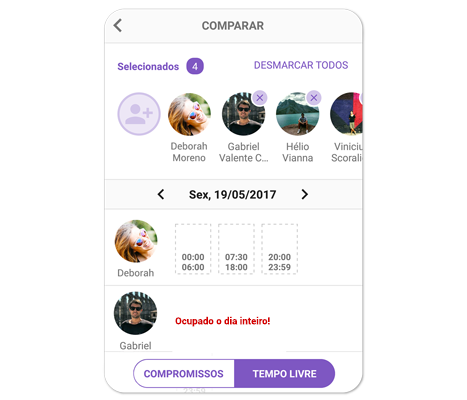 COMPARAR
Selecionados 4 DESMARCAR TODOS
Deborah
Moreno
Gabriel
Valente C...
Hélio
Vianna
Viniciu
Scorali
Sex, 19/05/2017
Deborah
00:00
06:00
07:30
18:00
20:00
23:59
Gabriel
Ocupado o dia inteiro!
COMPROMISSOS TEMPO LIVRE